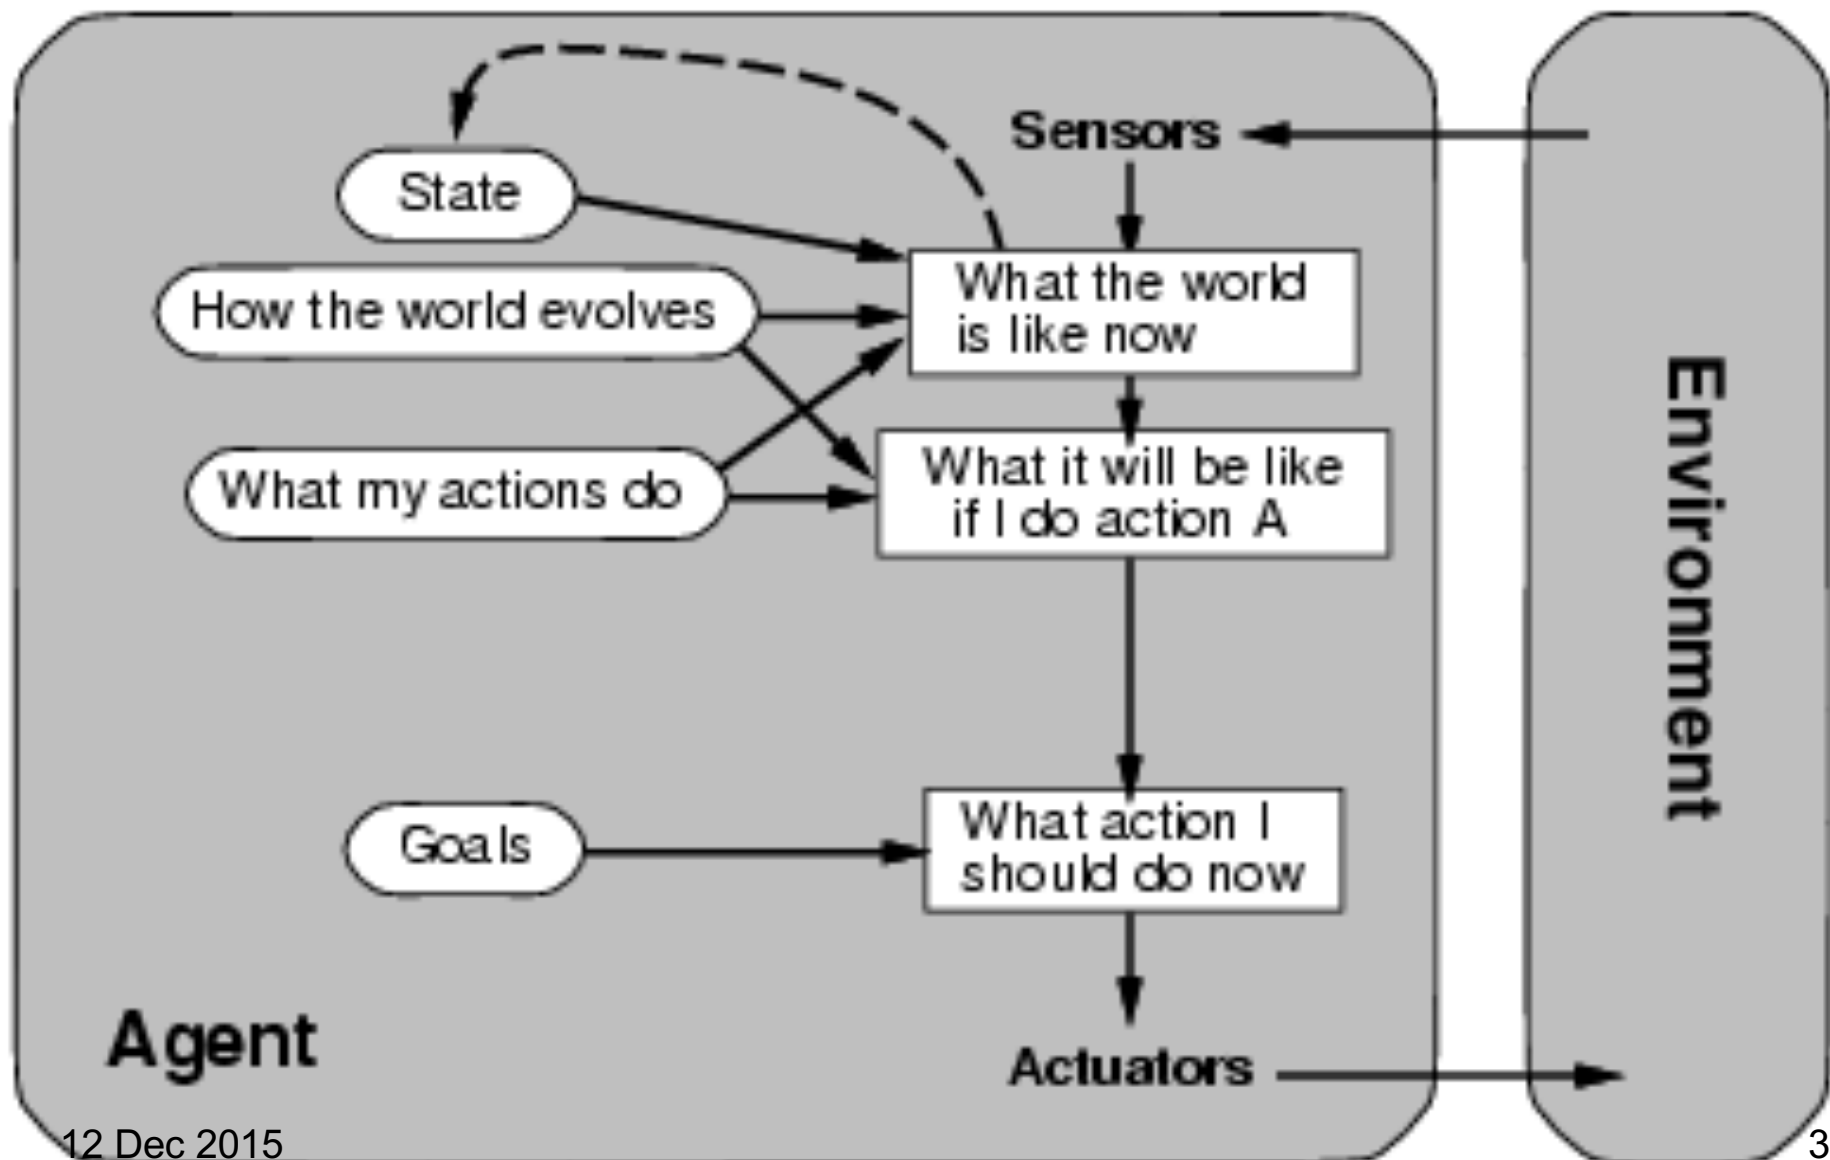 Sensors
State
What the world
is like now
How the world evolves
What it will be like
if I do action A
What my actions do
What action I
should do now
Goals
Agent
Actuators
Environment
12 Dec 2015
3